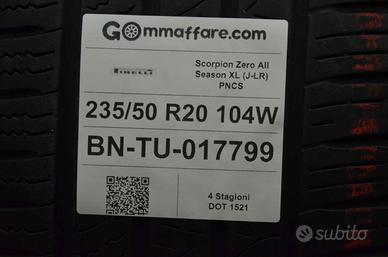 GOmmaffare.com
PIRELLI
Scorpion Zero All
Season XL (J-LR)
PNCS
235/50 R20 104W
BN-TU-017799
4 Stagioni
DOT 1521
subito